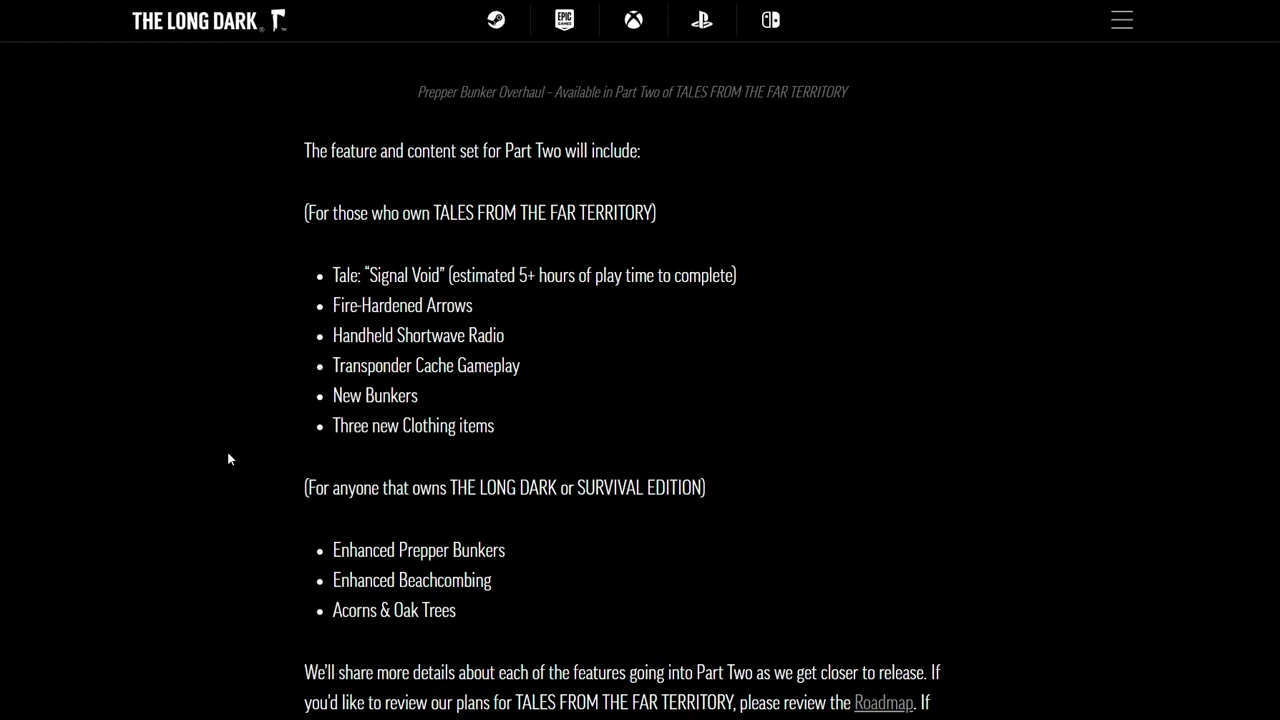 THE LONG DARK
EPIC GAMES
Prepper Bunker Overhaul – Available in Part Two of TALES FROM THE FAR TERRITORY
The feature and content set for Part Two will include:
(For those who own TALES FROM THE FAR TERRITORY)
• Tale: “Signal Void” (estimated 5+ hours of play time to complete)
• Fire-Hardened Arrows
• Handheld Shortwave Radio
• Transponder Cache Gameplay
• New Bunkers
• Three new Clothing items
(For anyone that owns THE LONG DARK or SURVIVAL EDITION)
• Enhanced Prepper Bunkers
• Enhanced Beachcombing
• Acorns & Oak Trees
We’ll share more details about each of the features going into Part Two as we get closer to release. If
you’d like to review our plans for TALES FROM THE FAR TERRITORY, please review the Roadmap. If